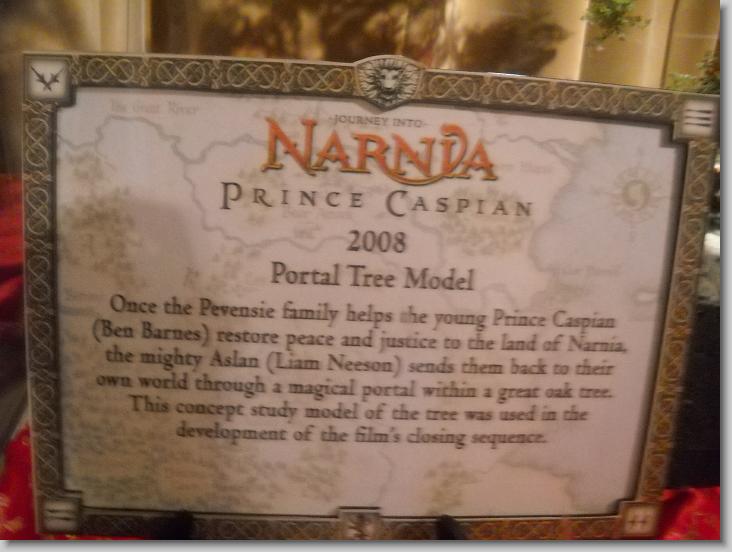 The Great River
JOURNEY INTO
NARNIA
PRINCE CASPIAN
2008
Portal Tree Model
Once the Pevensie family helps the young Prince Caspian
(Ben Barnes) restore peace and justice to the land of Narnia,
the mighty Aslan (Liam Neeson) sends them back to their
own world through a magical portal within a great oak tree.
This concept study model of the tree was used in the
development of the film's closing sequence.